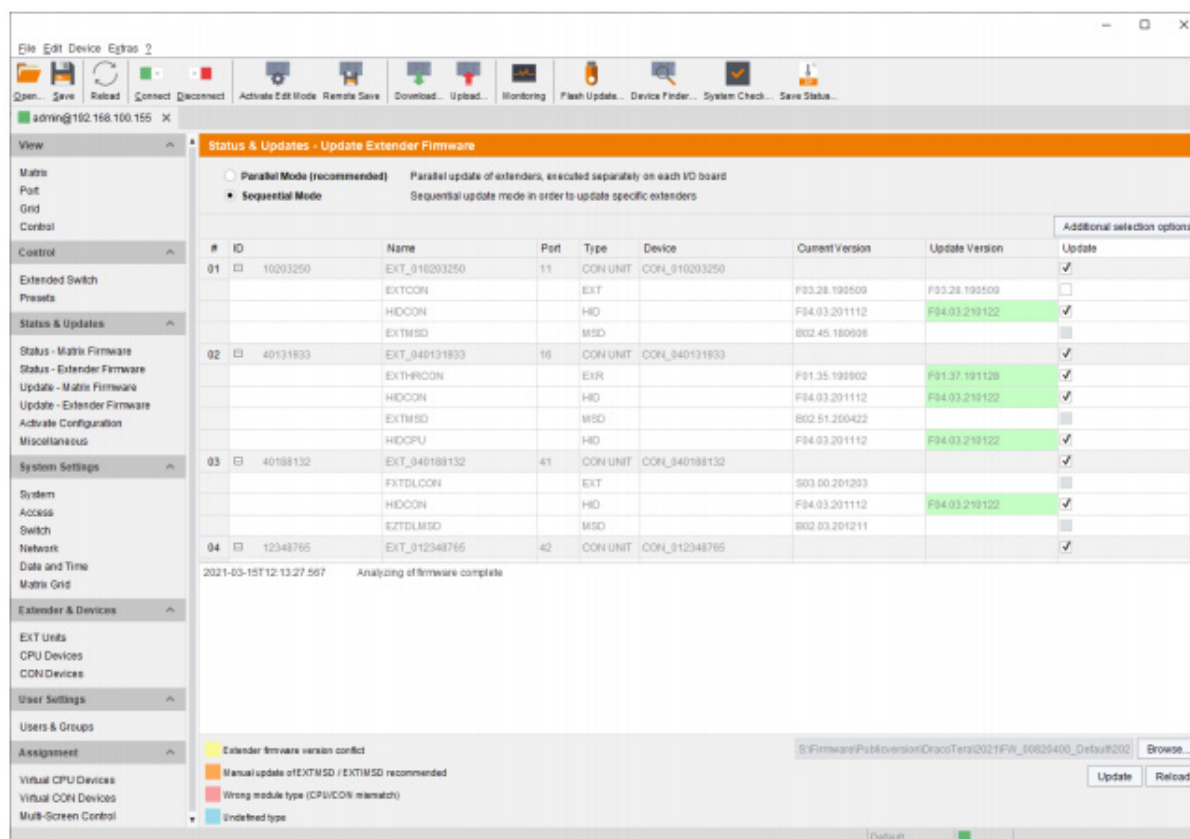 File Edit Device Extras ?
Open... Save Reload Connect Disconnect Activate Edit Mode Remote Save Download... Upload... Monitoring Flash Update... Device Finder... System Check... Save Status...
admin@192.168.100.155
View
Matrix
Port
Grid
Control
Control
Extended Switch
Presets
Status & Updates
Status - Matrix Firmware
Status - Extender Firmware
Update - Matrix Firmware
Update - Extender Firmware
Activate Configuration
Miscellaneous
System Settings
System
Access
Switch
Network
Date and Time
Matrix Grid
Extender & Devices
EXT Units
CPU Devices
CON Devices
User Settings
Users & Groups
Assignment
Virtual CPU Devices
Virtual CON Devices
Multi-Screen Control
Status & Updates - Update Extender Firmware
Parallel Mode (recommended) Parallel update of extenders, executed separately on each I/O board
Sequential Mode Sequential update mode in order to update specific extenders
Additional selection options
# ID Name Port Type Device Current Version Update Version Update
01 10203250 EXT_010203250 11 CON UNIT CON_010203250
EXTCON EXT F03.28.190509 F03.28.190509
HIDCON HID F04.03.201112 F04.03.210122
EXTMSD MSD B02.45.180606
02 40131933 EXT_040131933 16 CON UNIT CON_040131933
EXTHRCON EXR F01.35.190902 F01.37.191128
HIDCON HID F04.03.201112 F04.03.210122
EXTMSD MSD B02.51.200422
HIDCPU HID F04.03.201112 F04.03.210122
03 40188132 EXT_040188132 41 CON UNIT CON_040188132
FXTDLCON EXT S03.00.201203
HIDCON HID F04.03.201112 F04.03.210122
EZTDLMSD MSD B02.03.201211
04 12348765 EXT_012348765 42 CON UNIT CON_012348765
2021-03-15T12:13:27.567 Analyzing of firmware complete
Extender firmware version conflict
Manual update of EXTMSD / EXTIMSD recommended
Wrong module type (CPU/CON mismatch)
Undefined type
S:\Firmware\Publicversion\DracoTera\2021\FW_00820400_Default\202 Browse...
Update Reload
Default